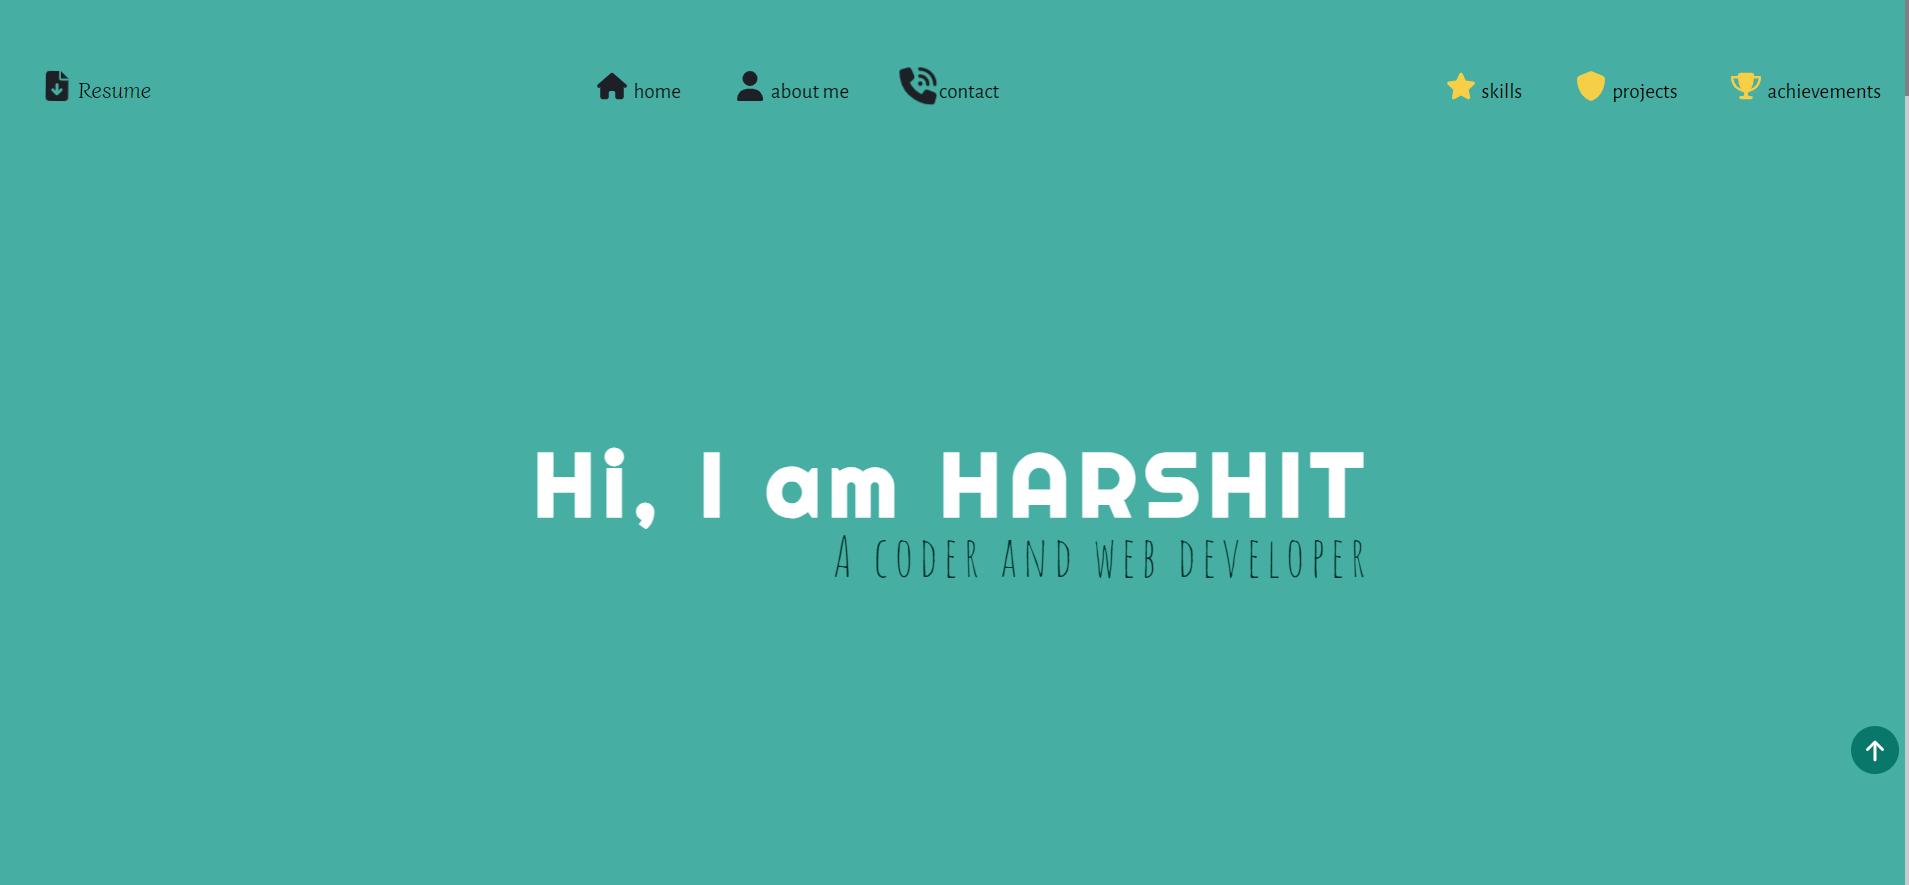 Resume home about me contact skills projects achievements
Hi, I am HARSHIT
A CODER AND WEB DEVELOPER